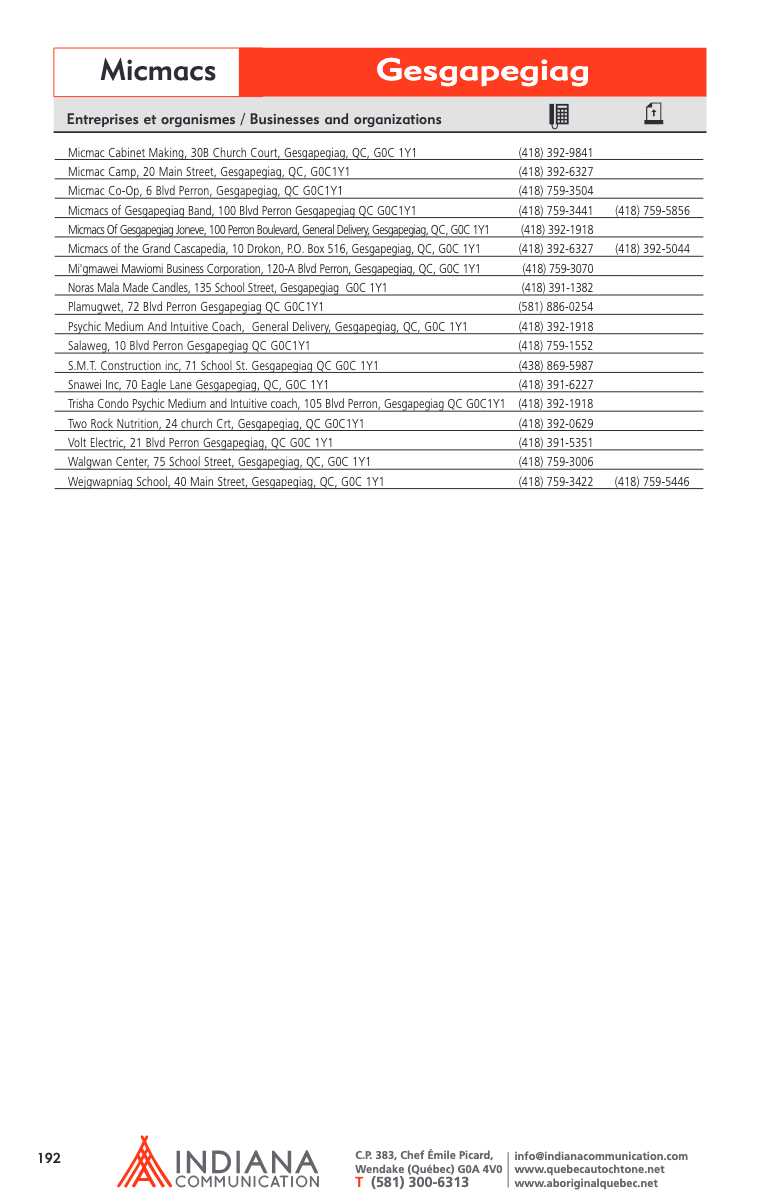 Micmacs Gesgapegiag
Entreprises et organismes / Businesses and organizations
Micmac Cabinet Making, 30B Church Court, Gesgapegiag, QC, G0C 1Y1 (418) 392-9841
Micmac Camp, 20 Main Street, Gesgapegiag, QC, G0C1Y1 (418) 392-6327
Micmac Co-Op, 6 Blvd Perron, Gesgapegiag, QC G0C1Y1 (418) 759-3504
Micmacs of Gesgapegiag Band, 100 Blvd Perron Gesgapegiag QC G0C1Y1 (418) 759-3441 (418) 759-5856
Micmacs Of Gesgapegiag Joneve, 100 Perron Boulevard, General Delivery, Gesgapegiag, QC, G0C 1Y1 (418) 392-1918
Micmacs of the Grand Cascapedia, 10 Drokon, P.O. Box 516, Gesgapegiag, QC, G0C 1Y1 (418) 392-6327 (418) 392-5044
Mi'gmawei Mawiomi Business Corporation, 120-A Blvd Perron, Gesgapegiag, QC, G0C 1Y1 (418) 759-3070
Noras Mala Made Candles, 135 School Street, Gesgapegiag G0C 1Y1 (418) 391-1382
Plamugwet, 72 Blvd Perron Gesgapegiag QC G0C1Y1 (581) 886-0254
Psychic Medium And Intuitive Coach, General Delivery, Gesgapegiag, QC, G0C 1Y1 (418) 392-1918
Salaweg, 10 Blvd Perron Gesgapegiag QC G0C1Y1 (418) 759-1552
S.M.T. Construction inc, 71 School St. Gesgapegiag QC G0C 1Y1 (438) 869-5987
Snawei Inc, 70 Eagle Lane Gesgapegiag, QC, G0C 1Y1 (418) 391-6227
Trisha Condo Psychic Medium and Intuitive coach, 105 Blvd Perron, Gesgapegiag QC G0C1Y1 (418) 392-1918
Two Rock Nutrition, 24 church Crt, Gesgapegiag, QC G0C1Y1 (418) 392-0629
Volt Electric, 21 Blvd Perron Gesgapegiag, QC G0C 1Y1 (418) 391-5351
Walgwan Center, 75 School Street, Gesgapegiag, QC, G0C 1Y1 (418) 759-3006
Wejgwapniag School, 40 Main Street, Gesgapegiag, QC, G0C 1Y1 (418) 759-3422 (418) 759-5446
192
INDIANA
COMMUNICATION
C.P. 383, Chef Émile Picard,
Wendake (Québec) G0A 4V0
T (581) 300-6313
info@indianacommunication.com
www.quebecautochtone.net
www.aboriginalquebec.net